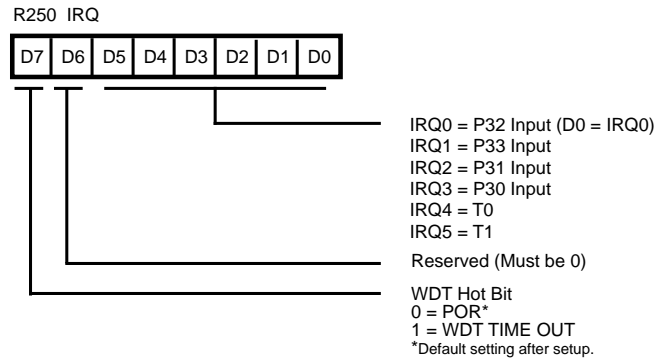 R250 IRQ
D7 D6 D5 D4 D3 D2 D1 D0
IRQ0 = P32 Input (D0 = IRQ0)
IRQ1 = P33 Input
IRQ2 = P31 Input
IRQ3 = P30 Input
IRQ4 = T0
IRQ5 = T1
Reserved (Must be 0)
WDT Hot Bit
0 = POR*
1 = WDT TIME OUT
*Default setting after setup.